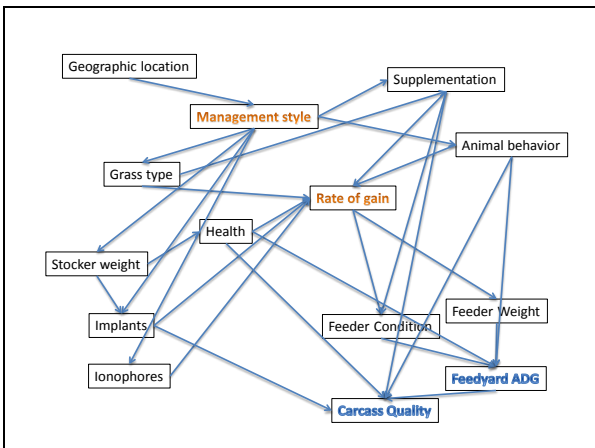 Geographic location
Supplementation
Management style
Animal behavior
Grass type
Rate of gain
Health
Stocker weight
Implants
Feeder Condition
Feeder Weight
Ionophores
Feedyard ADG
Carcass Quality